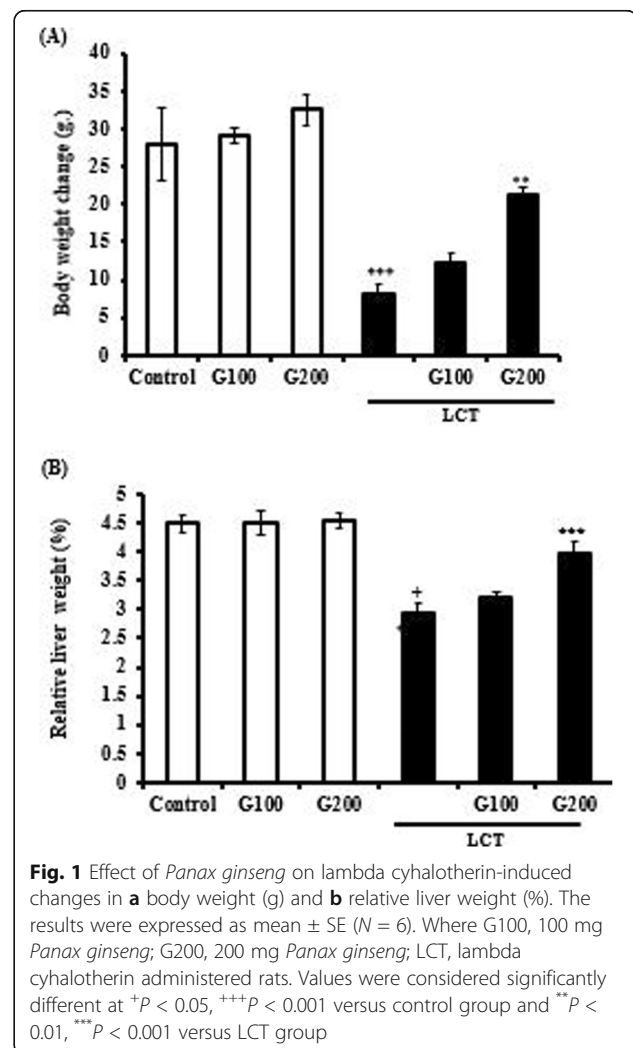 (A)
Body weight change (g.)
40
35
30
25
20
15
10
5
0
+++
**
Control G100 G200 G100 G200
LCT
(B)
Relative liver weight (%)
4.5
5
4
3.5
3
2.5
2
1.5
1
0.5
0
+
+
***
Control G100 G200 G100 G200
LCT
Fig. 1 Effect of Panax ginseng on lambda cyhalotherin-induced
changes in a body weight (g) and b relative liver weight (%). The
results were expressed as mean ± SE (N = 6). Where G100, 100 mg
Panax ginseng; G200, 200 mg Panax ginseng; LCT, lambda
cyhalotherin administered rats. Values were considered significantly
different at +P < 0.05, +++P < 0.001 versus control group and **P <
0.01, ***P < 0.001 versus LCT group